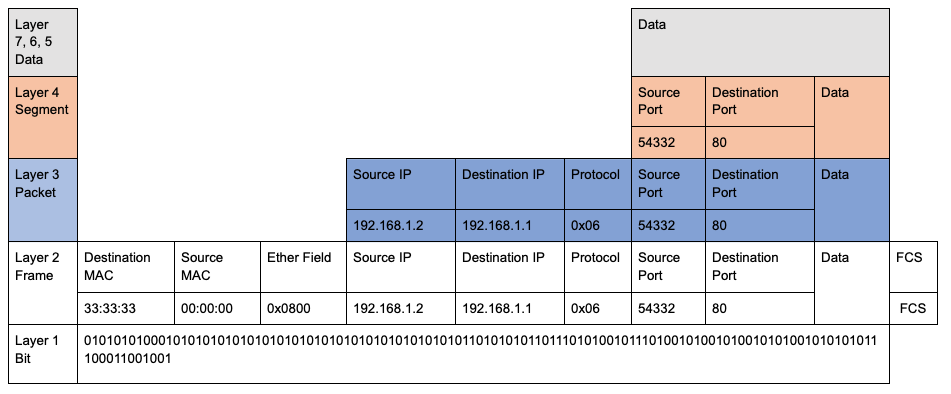 Layer
7, 6, 5
Data
Data
Layer 4
Segment
Source
Port
Destination
Port
Data
54332
80
Layer 3
Packet
Source IP
Destination IP
Protocol
Source
Port
Destination
Port
Data
192.168.1.2
192.168.1.1
0x06
54332
80
Layer 2
Frame
Destination
MAC
Source
MAC
Ether Field
Source IP
Destination IP
Protocol
Source
Port
Destination
Port
Data
FCS
33:33:33
00:00:00
0x0800
192.168.1.2
192.168.1.1
0x06
54332
80
FCS
Layer 1
Bit
0101010100010101010101010101010101010101010101010100110101010110111010100101110100101001010010101001010101011
100011001001